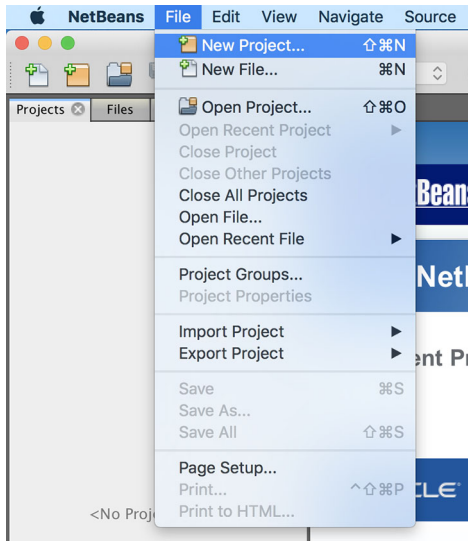 NetBeans File Edit View Navigate Source
New Project... ⇧⌘N
New File... ⌘N
Projects Files
Open Project... ⇧⌘O
Open Recent Project ▶
Close Project
Close Other Projects
Close All Projects
Open File...
Open Recent File ▶
Project Groups...
Project Properties
Import Project ▶
Export Project ▶
Save ⌘S
Save As...
Save All ⇧⌘S
Page Setup...
Print... ^⇧⌘P
Print to HTML...
<No Proj
Bean
Net
ent P
CLE